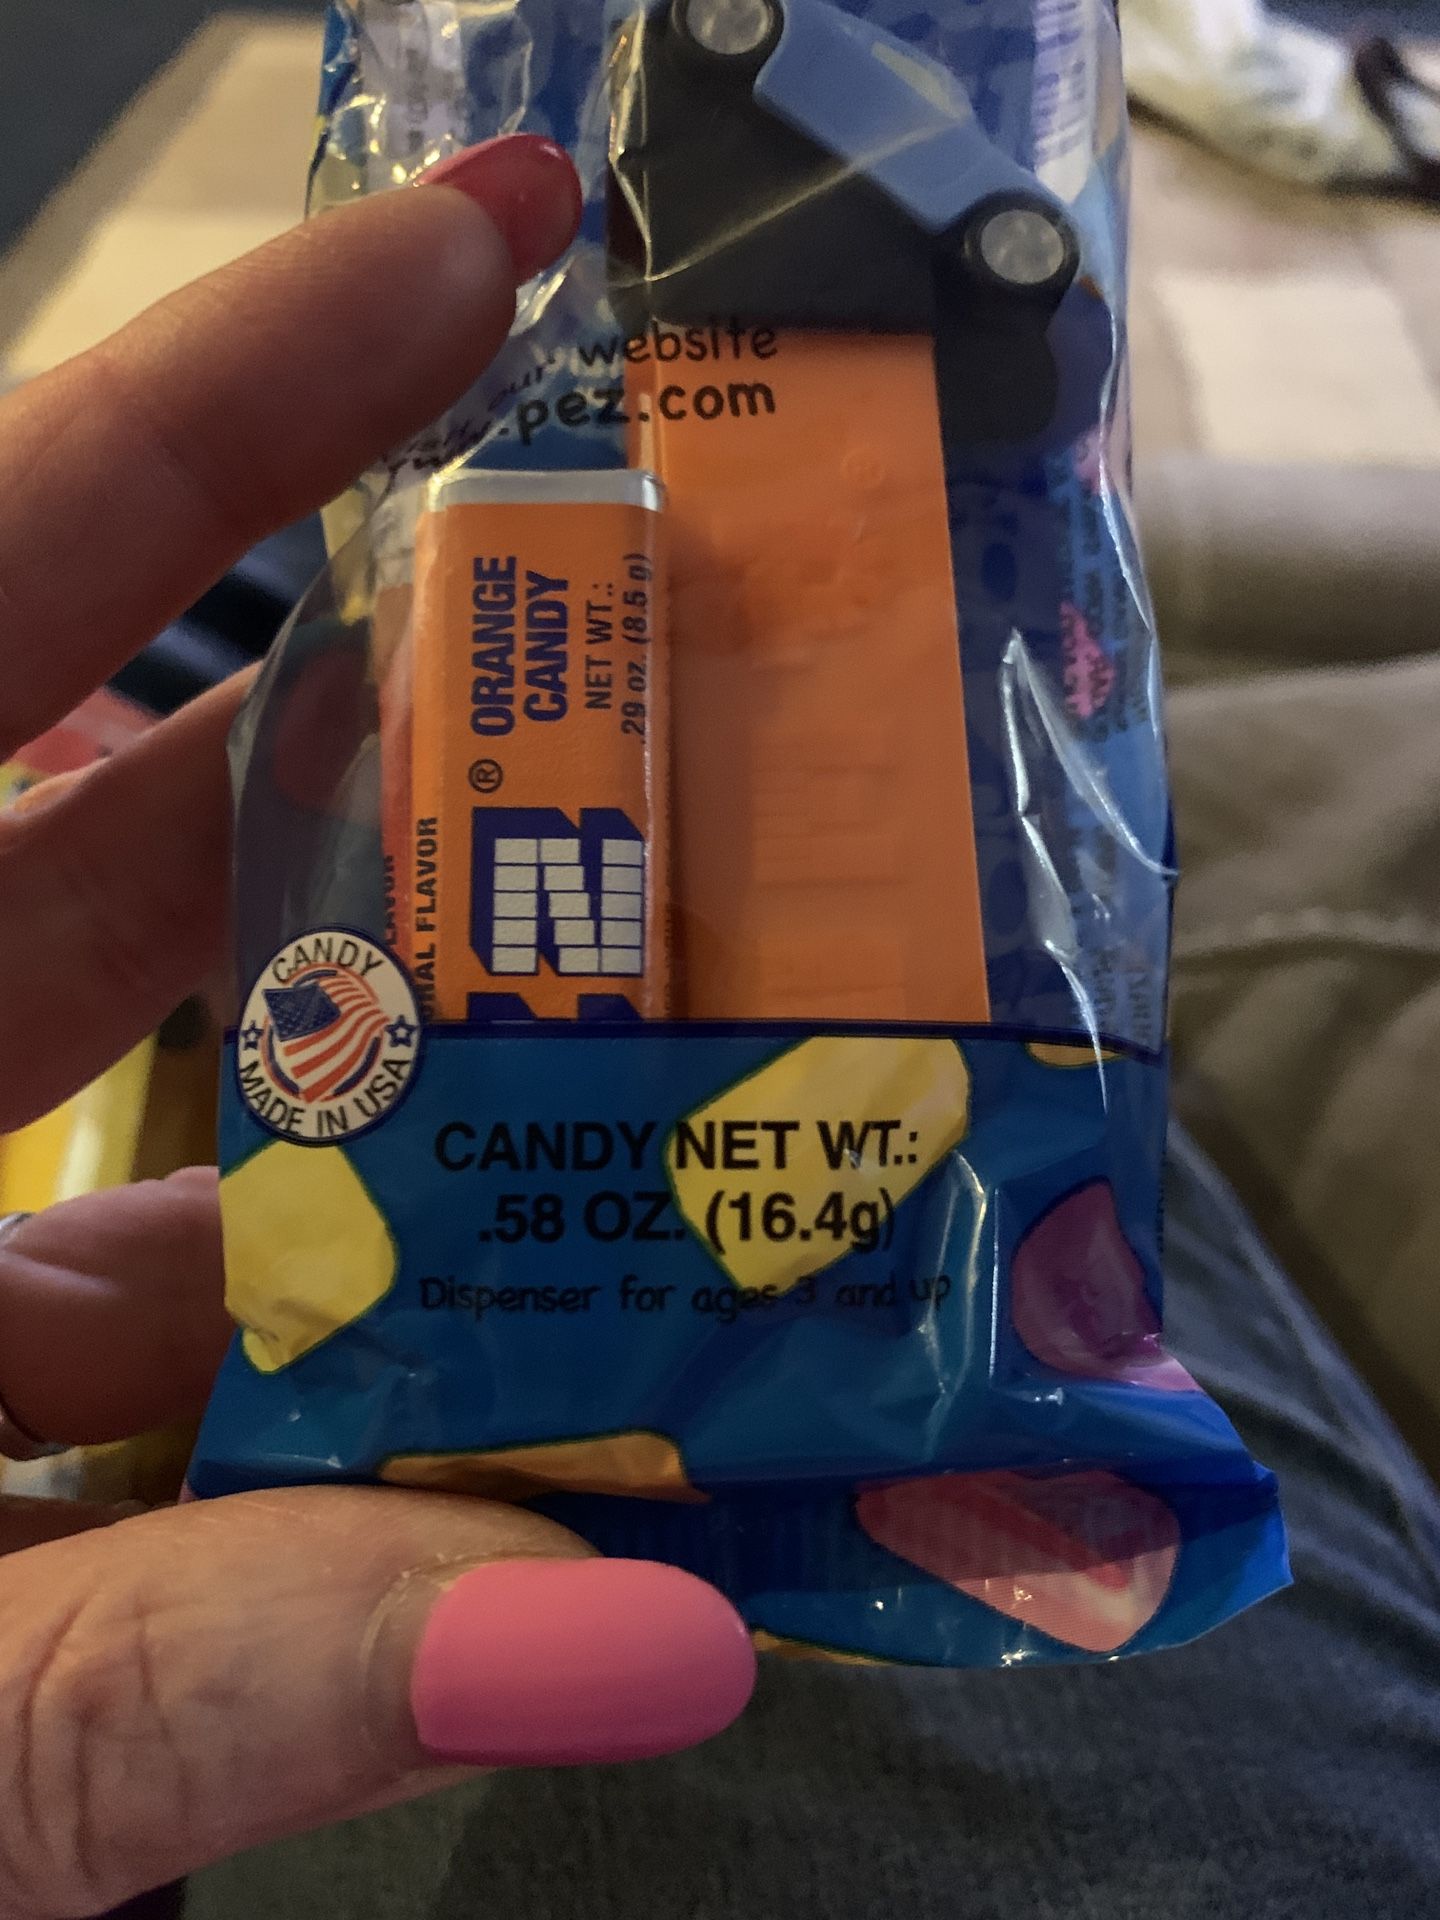 our website
.pez.com
® ORANGE
CANDY
NET WT.:
.29 oz. (8.5 g)
FLAVOR
Z
CANDY
MADE IN USA
CANDY NET WT.:
.58 OZ. (16.4g)
Dispenser for ages 3 and up